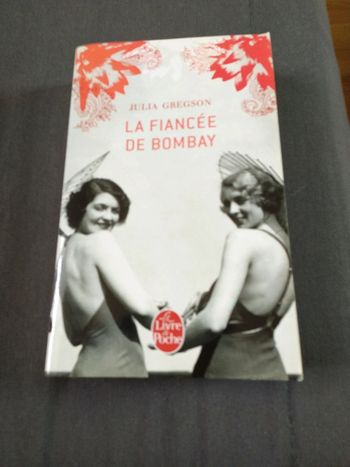 JULIA GREGSON
LA FIANCÉE
DE BOMBAY
Le
Livre
de
Poche